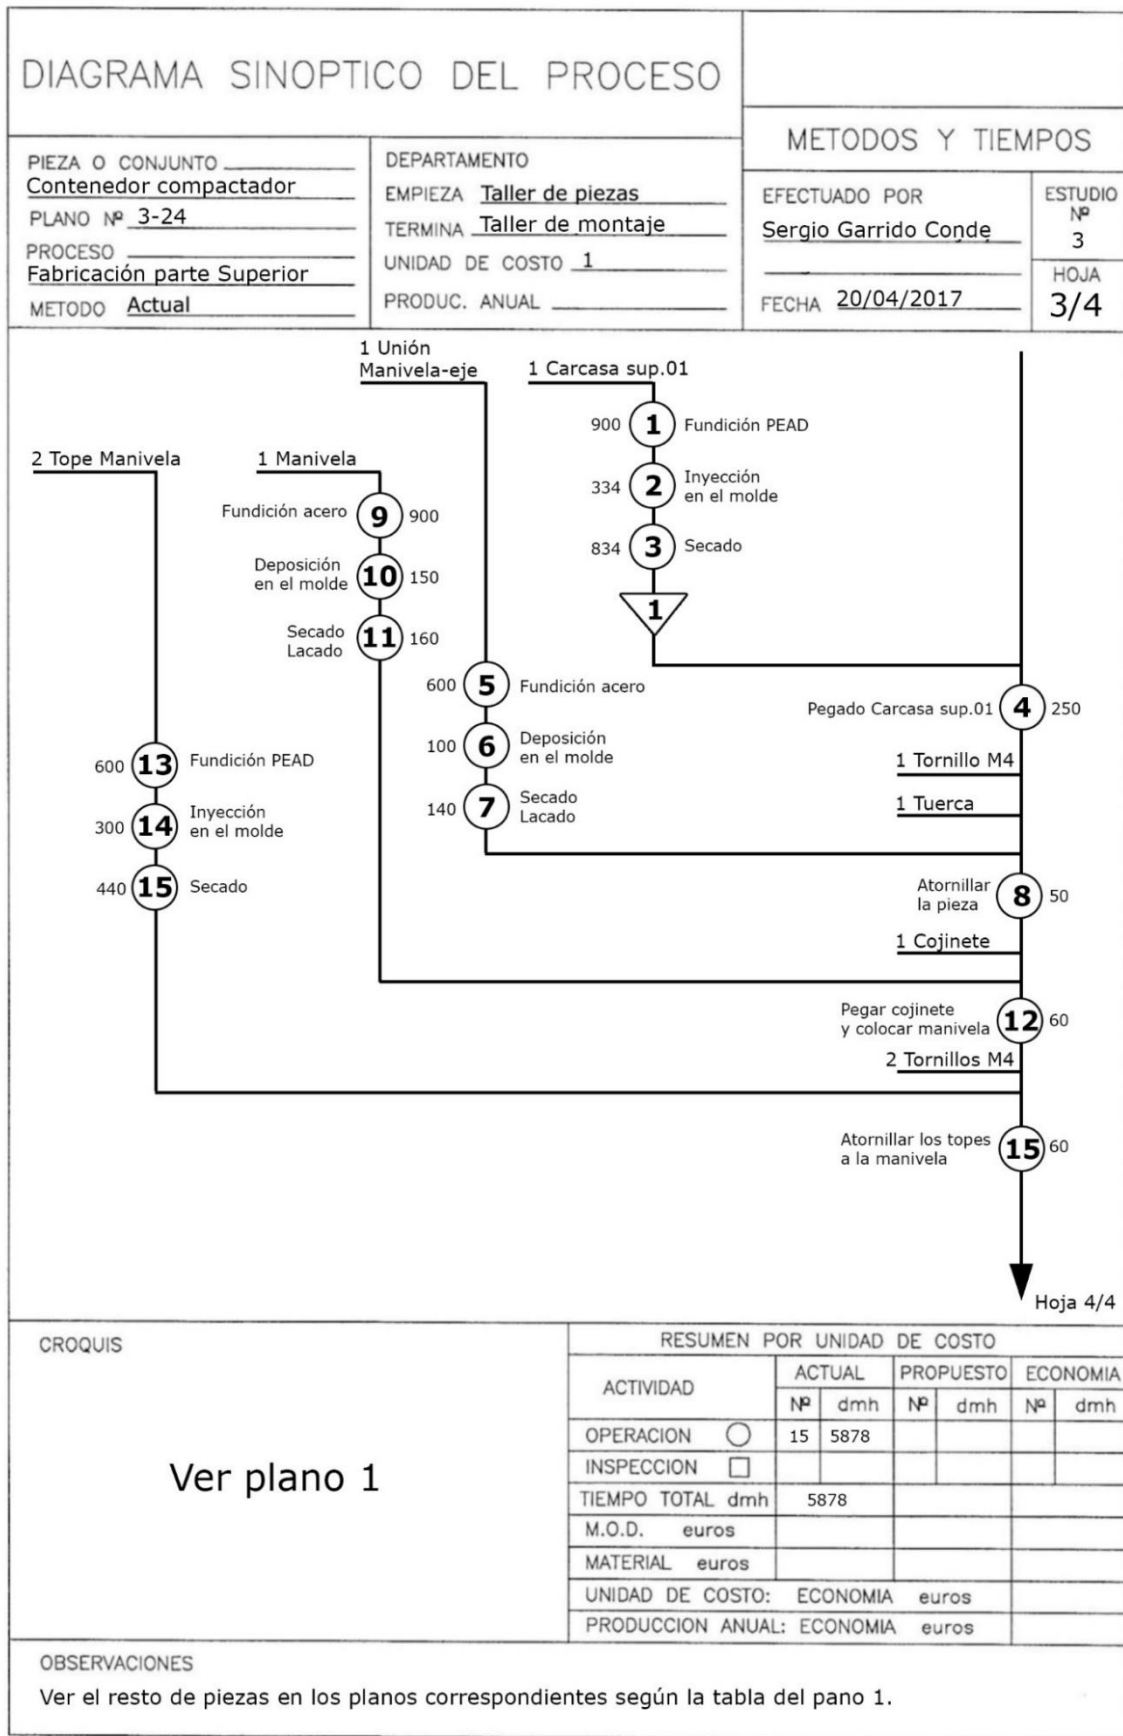 DIAGRAMA SINOPTICO DEL PROCESO
METODOS Y TIEMPOS
PIEZA O CONJUNTO
Contenedor compactador
PLANO Nº 3-24
PROCESO
Fabricación parte Superior
METODO Actual
DEPARTAMENTO
EMPIEZA Taller de piezas
TERMINA Taller de montaje
UNIDAD DE COSTO 1
PRODUC. ANUAL
EFECTUADO POR
Sergio Garrido Conde
FECHA 20/04/2017
ESTUDIO
Nº
3
HOJA
3/4
1 Unión
Manivela-eje
1 Carcasa sup.01
900 1 Fundición PEAD
2 Tope Manivela
1 Manivela
334 2 Inyección
en el molde
Fundición acero 9 900
834 3 Secado
Deposición
en el molde 10 150
1
Secado
Lacado 11 160
600 5 Fundición acero
Pegado Carcasa sup.01 4 250
100 6 Deposición
en el molde
600 13 Fundición PEAD
1 Tornillo M4
140 7 Secado
Lacado
1 Tuerca
300 14 Inyección
en el molde
440 15 Secado
Atornillar
la pieza 8 50
1 Cojinete
Pegar cojinete
y colocar manivela 12 60
2 Tornillos M4
Atornillar los topes
a la manivela 15 60
Hoja 4/4
CROQUIS
Ver plano 1
RESUMEN POR UNIDAD DE COSTO
ACTIVIDAD
ACTUAL PROPUESTO ECONOMIA
Nº dmh Nº dmh Nº dmh
OPERACION 15 5878
INSPECCION
TIEMPO TOTAL dmh 5878
M.O.D. euros
MATERIAL euros
UNIDAD DE COSTO: ECONOMIA euros
PRODUCCION ANUAL: ECONOMIA euros
OBSERVACIONES
Ver el resto de piezas en los planos correspondientes según la tabla del pano 1.